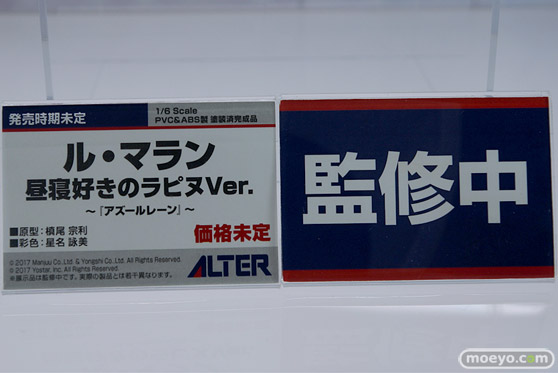 発売時期未定
1/6 Scale
PVC&ABS製 塗装済完成品
ル・マラン
昼寝好きのラピヌVer.
～『アズールレーン』～
■原型：槙尾 宗利
■彩色：星名 詠美
価格未定
© 2017 Manjuu Co.,Ltd. & Yongshi Co.,Ltd. All Rights Reserved.
© 2017 Yostar, Inc. All Rights Reserved.
※展示品は監修中です。実際の製品とは若干異なります。
ALTER
監修中
moeyo.com